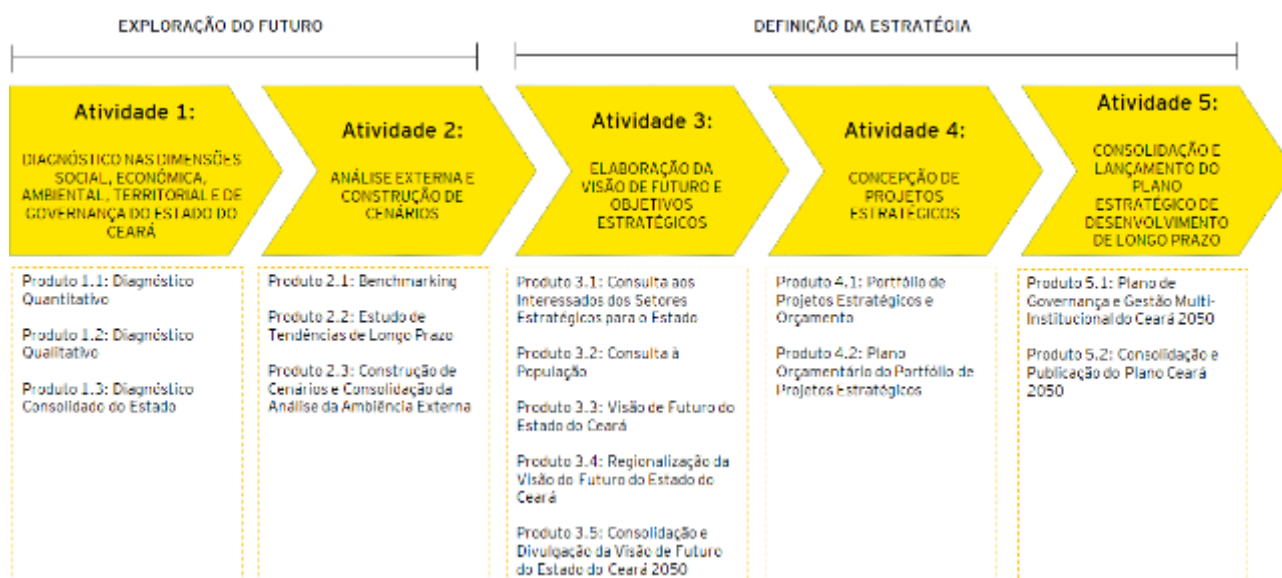 EXPLORAÇÃO DO FUTURO
DEFINIÇÃO DA ESTRATÉGIA
Atividade 1:
DIAGNÓSTICO NAS DIMENSÕES
SOCIAL, ECONÔMICA,
AMBIENTAL, TERRITORIAL E DE
GOVERNANÇA DO ESTADO DO
CEARÁ
Produto 1.1: Diagnóstico
Quantitativo
Produto 1.2: Diagnóstico
Qualitativo
Produto 1.3: Diagnóstico
Consolidado do Estado
Atividade 2:
ANÁLISE EXTERNA E
CONSTRUÇÃO DE
CENÁRIOS
Produto 2.1: Benchmarking
Produto 2.2: Estudo de
Tendências de Longo Prazo
Produto 2.3: Construção de
Cenários e Consolidação da
Análise da Ambiência Externa
Atividade 3:
ELABORAÇÃO DA
VISÃO DE FUTURO E
OBJETIVOS
ESTRATÉGICOS
Produto 3.1: Consulta aos
Interessados dos Setores
Estratégicos para o Estado
Produto 3.2: Consulta à
População
Produto 3.3: Visão de Futuro do
Estado do Ceará
Produto 3.4: Regionalização da
Visão do Futuro do Estado do
Ceará
Produto 3.5: Consolidação e
Divulgação da Visão de Futuro
do Estado do Ceará 2050
Atividade 4:
CONCEPÇÃO DE
PROJETOS
ESTRATÉGICOS
Produto 4.1: Portfólio de
Projetos Estratégicos e
Orçamento
Produto 4.2: Plano
Orçamentário do Portfólio de
Projetos Estratégicos
Atividade 5:
CONSOLIDAÇÃO E
LANÇAMENTO DO
PLANO
ESTRATÉGICO DE
DESENVOLVIMENTO
DE LONGO PRAZO
Produto 5.1: Plano de
Governança e Gestão Multi-
Institucional do Ceará 2050
Produto 5.2: Consolidação e
Publicação do Plano Ceará
2050